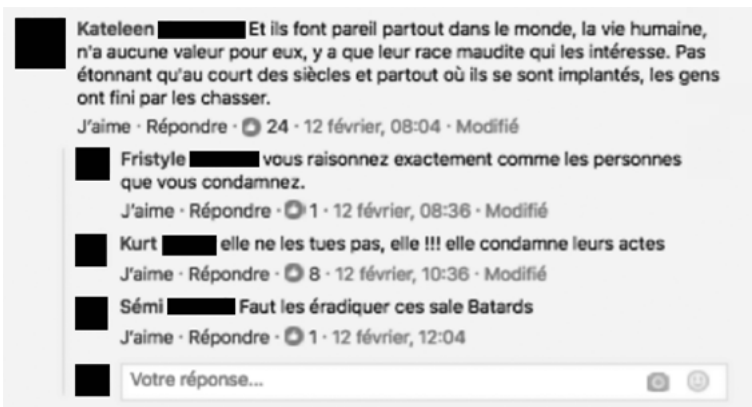 Kateleen Et ils font pareil partout dans le monde, la vie humaine,
n'a aucune valeur pour eux, y a que leur race maudite qui les intéresse. Pas
étonnant qu'au court des siècles et partout où ils se sont implantés, les gens
ont fini par les chasser.
J'aime · Répondre · 24 · 12 février, 08:04 · Modifié
Fristyle vous raisonnez exactement comme les personnes
que vous condamnez.
J'aime · Répondre · 1 · 12 février, 08:36 · Modifié
Kurt elle ne les tues pas, elle !!! elle condamne leurs actes
J'aime · Répondre · 8 · 12 février, 10:36 · Modifié
Sémi Faut les éradiquer ces sale Batards
J'aime · Répondre · 1 · 12 février, 12:04
Votre réponse...